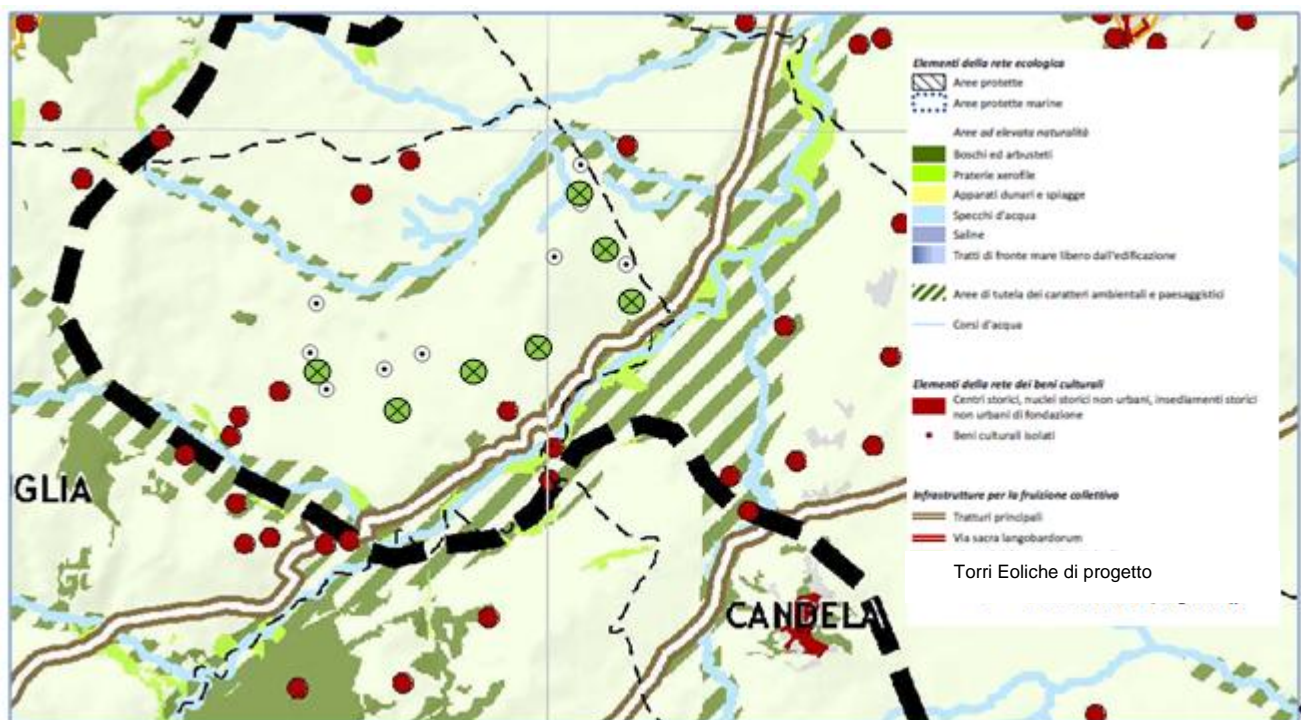 Elementi della rete ecologica
Aree protette
Aree protette marine
Aree ad elevata naturalità
Boschi ed arbusteti
Praterie xerofile
Apparati dunari e spiagge
Specchi d'acqua
Saline
Tratti di fronte mare libero dall'edificazione
Aree di tutela dei caratteri ambientali e paesaggistici
Corsi d'acqua
Elementi della rete dei beni culturali
Centri storici, nuclei storici non urbani, insediamenti storici
non urbani di fondazione
Beni culturali isolati
Infrastrutture per la fruizione collettivo
Tratturi principali
Via sacra langobardorum
Torri Eoliche di progetto
GLIA
CANDELA